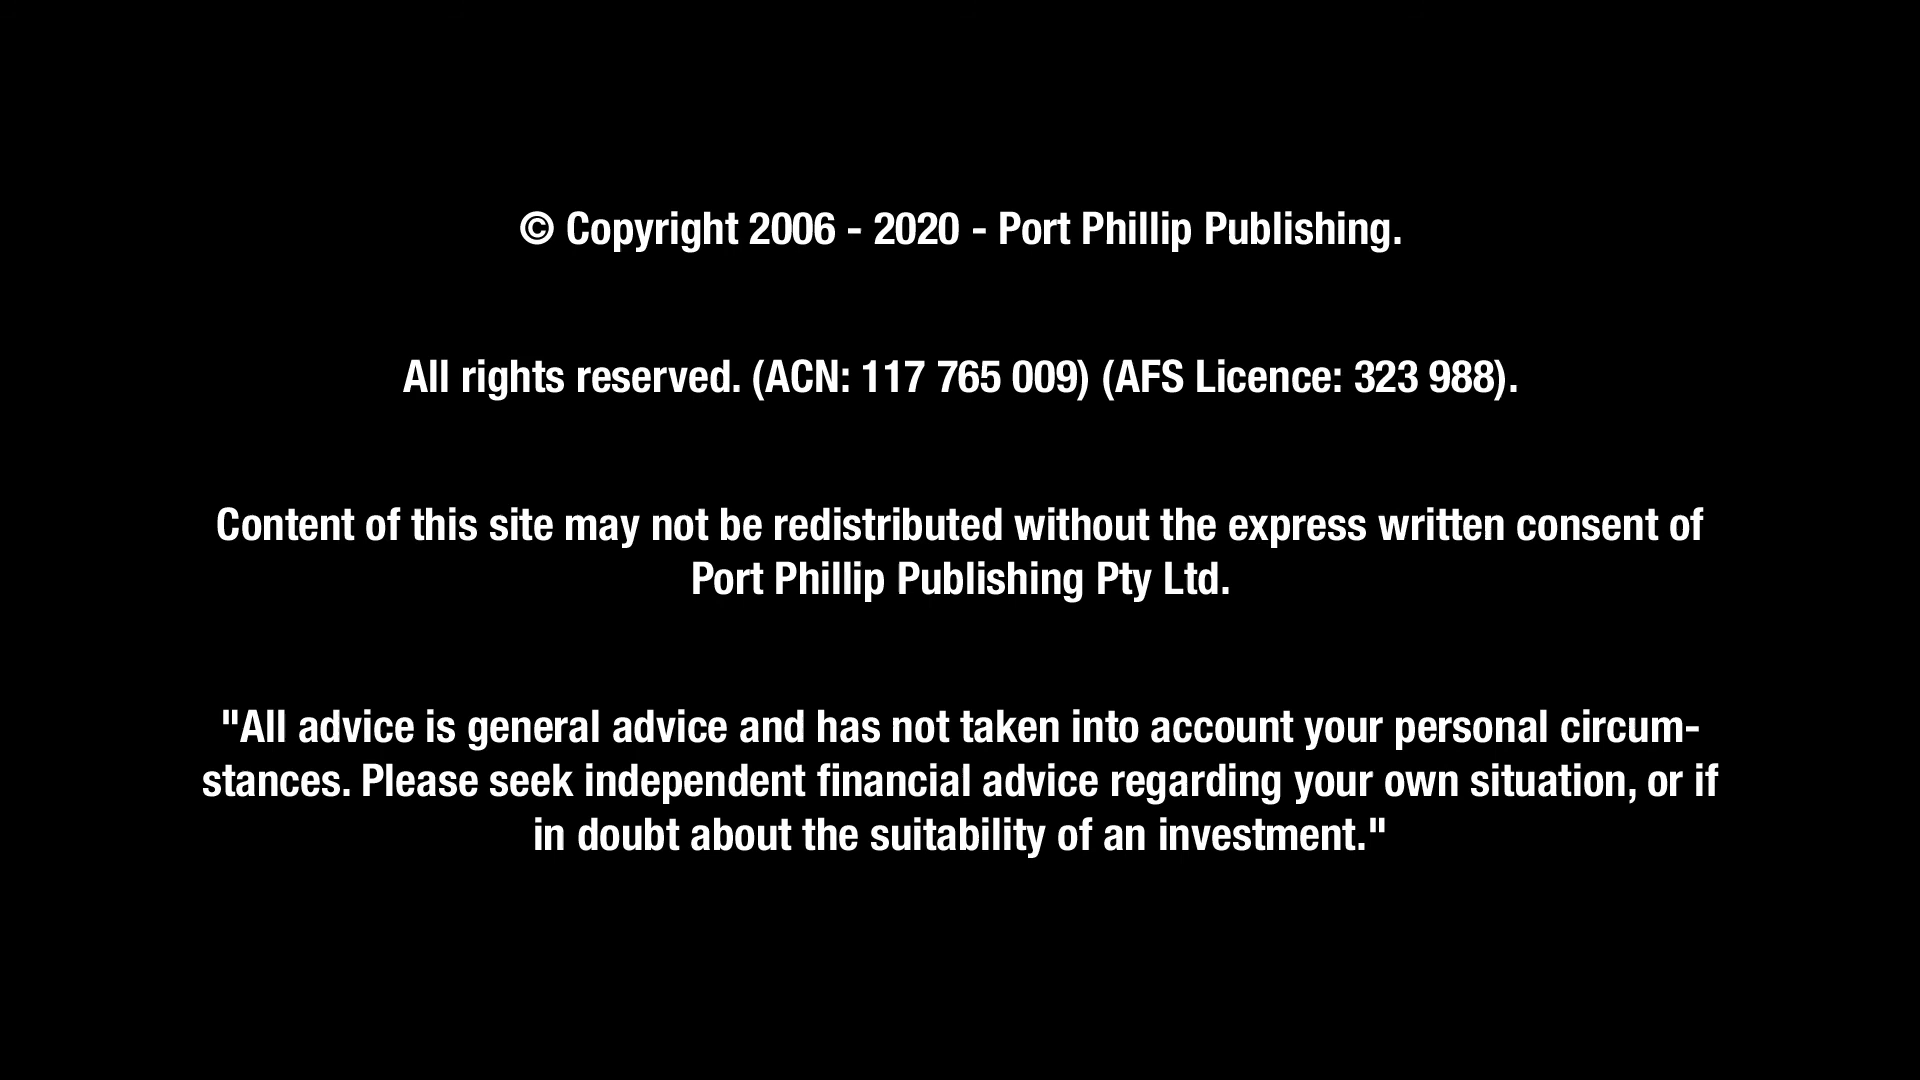 © Copyright 2006 - 2020 - Port Phillip Publishing.
All rights reserved. (ACN: 117 765 009) (AFS Licence: 323 988).
Content of this site may not be redistributed without the express written consent of
Port Phillip Publishing Pty Ltd.
"All advice is general advice and has not taken into account your personal circum-
stances. Please seek independent financial advice regarding your own situation, or if
in doubt about the suitability of an investment."